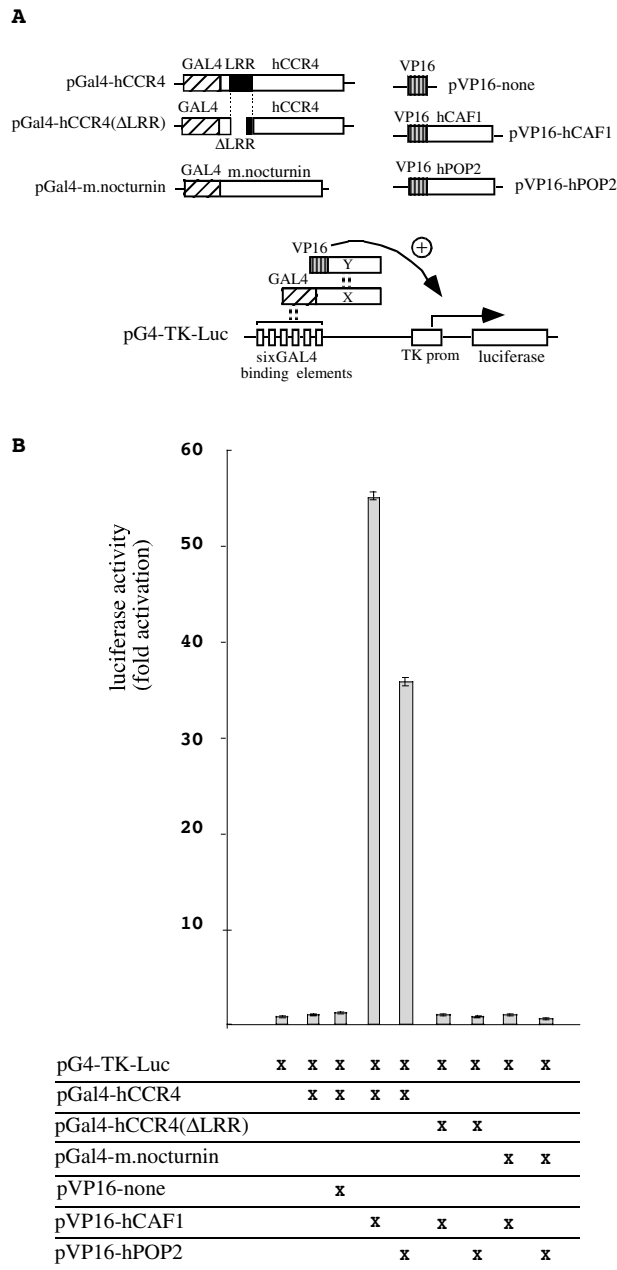 A
GAL4 LRR hCCR4
pGal4-hCCR4
VP16
pVP16-none
GAL4 hCCR4
pGal4-hCCR4(ΔLRR)
ΔLRR
VP16 hCAF1
pVP16-hCAF1
GAL4 m.nocturnin
pGal4-m.nocturnin
VP16 hPOP2
pVP16-hPOP2
VP16
Y
+
GAL4
X
pG4-TK-Luc
sixGAL4
binding elements
TK prom
luciferase
B
luciferase activity
(fold activation)
60
50
40
30
20
10
pG4-TK-Luc x x x x x x x x x
pGal4-hCCR4 x x x x
pGal4-hCCR4(ΔLRR) x x
pGal4-m.nocturnin x x
pVP16-none x
pVP16-hCAF1 x x x
pVP16-hPOP2 x x x